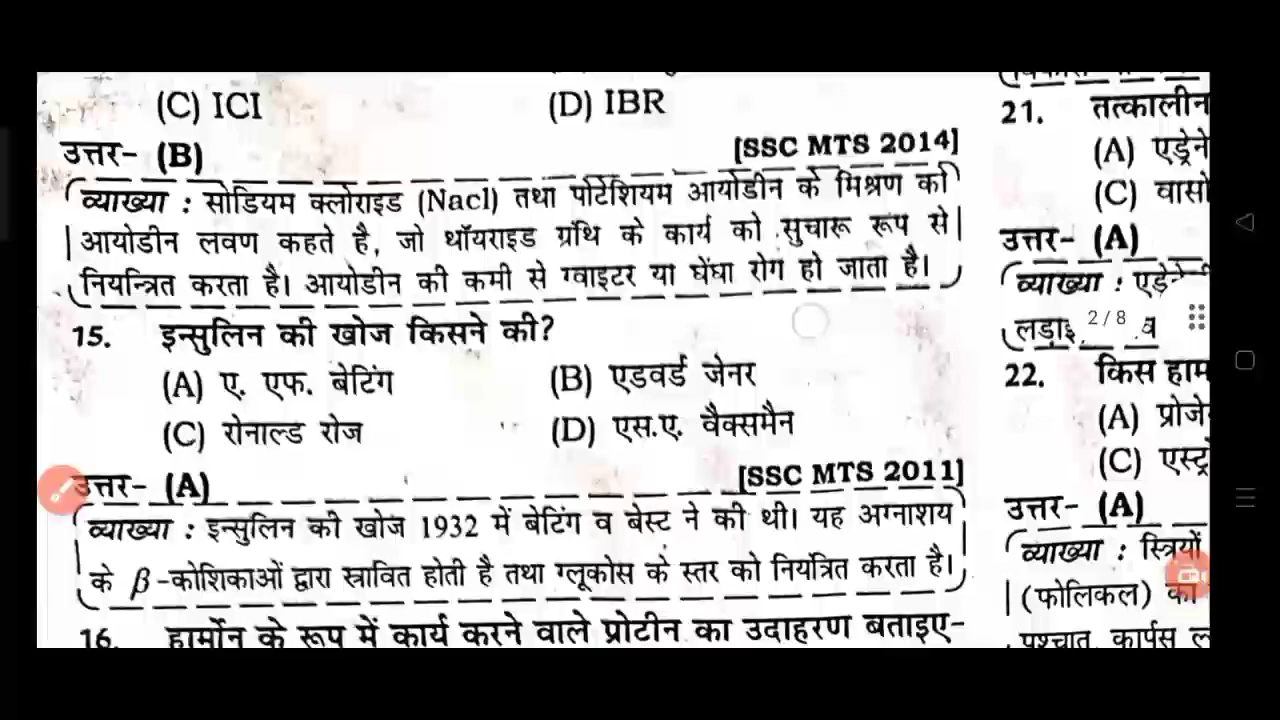 (C) ICI
(D) IBR
उत्तर- (B)
[SSC MTS 2014]
व्याख्या : सोडियम क्लोराइड (Nacl) तथा पोटेशियम आयोडीन के मिश्रण को
आयोडीन लवण कहते है, जो थॉयराइड ग्रंथि के कार्य को सुचारू रूप से
नियन्त्रित करता है। आयोडीन की कमी से ग्वाइटर या घेंघा रोग हो जाता है।
15. इन्सुलिन की खोज किसने की?
(A) ए. एफ. बेटिंग
(B) एडवर्ड जेनर
(C) रोनाल्ड रोज
(D) एस.ए. वैक्समैन
उत्तर- (A)
[SSC MTS 2011]
व्याख्या : इन्सुलिन की खोज 1932 में बेटिंग व बेस्ट ने की थी। यह अग्नाशय
के β-कोशिकाओं द्वारा स्रावित होती है तथा ग्लूकोस के स्तर को नियंत्रित करता है।
16. हार्मोन के रूप में कार्य करने वाले प्रोटीन का उदाहरण बताइए-
21. तत्कालीन
(A) एड्रेने
(C) वासो
उत्तर- (A)
व्याख्या : एड्रे
लड़ाइ
2/8
व
22. किस हाम
(A) प्रोजे
(C) एस्ट्र
उत्तर- (A)
व्याख्या : स्त्रियों
(फोलिकल) का
पश्चात् कार्पस ल